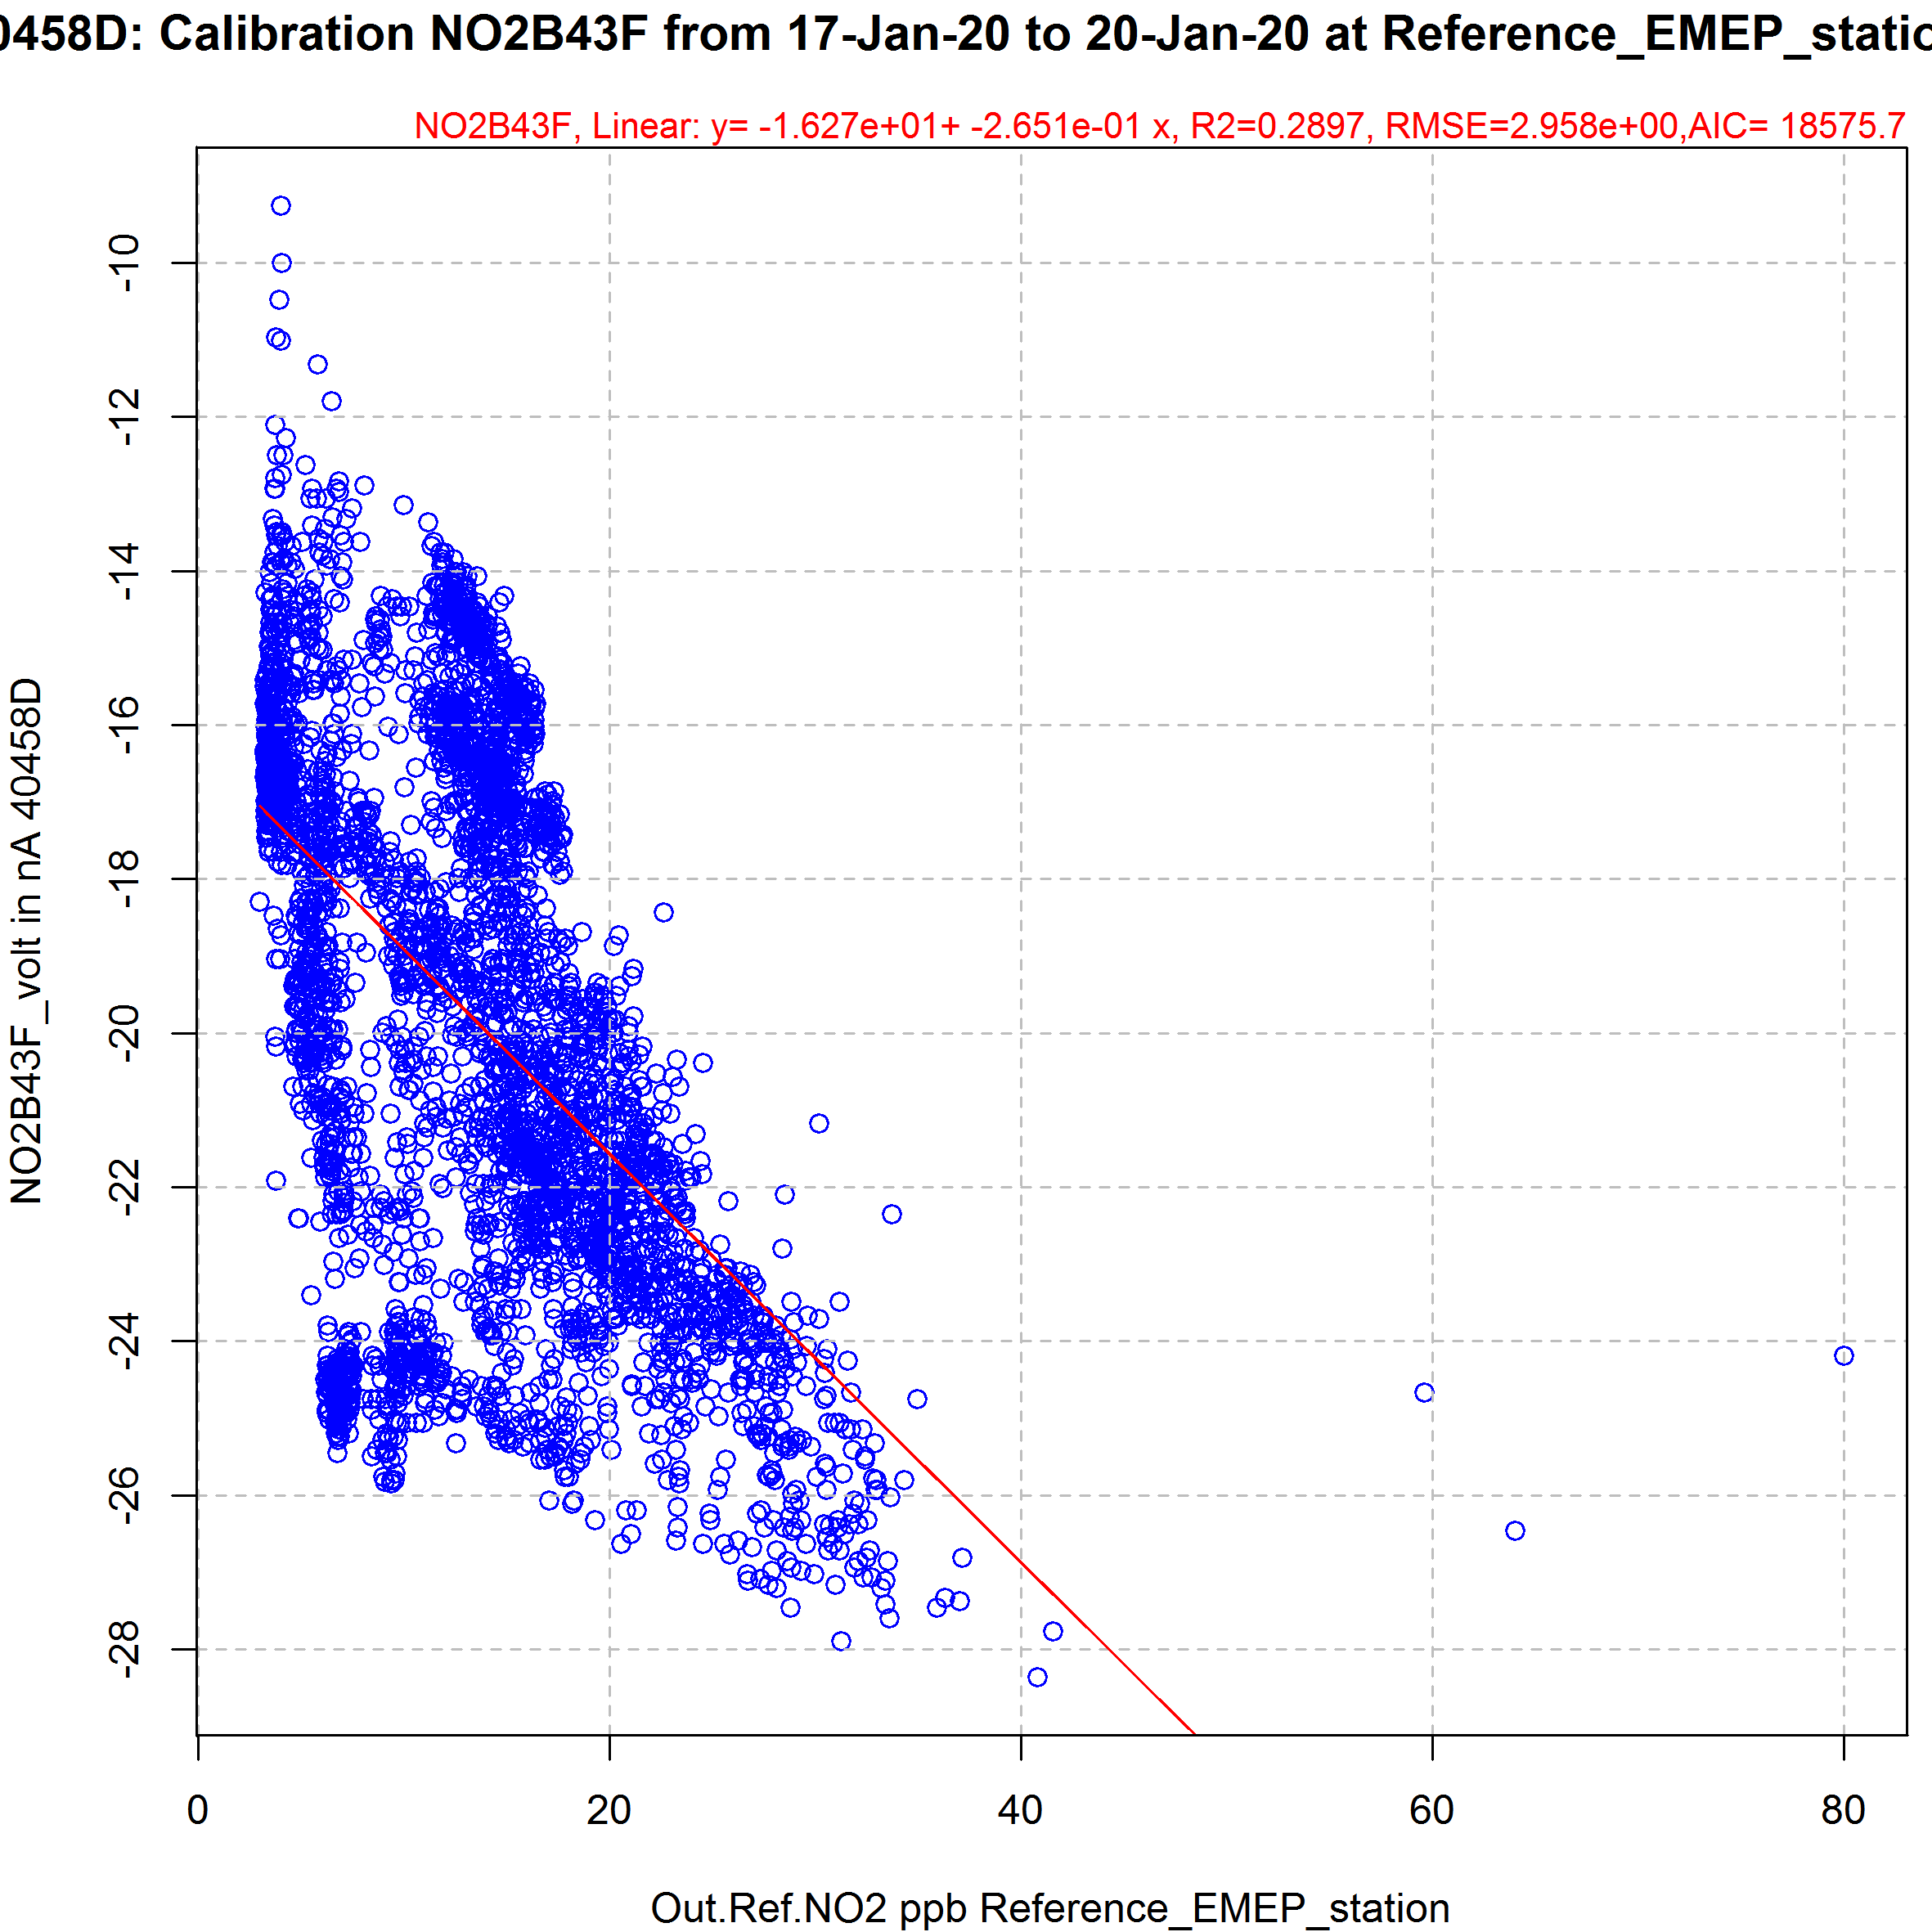 0458D: Calibration NO2B43F from 17-Jan-20 to 20-Jan-20 at Reference_EMEP_statio
NO2B43F, Linear: y= -1.627e+01+ -2.651e-01 x, R2=0.2897, RMSE=2.958e+00,AIC= 18575.7
-10
-12
-14
-16
-18
-20
-22
-24
-26
-28
NO2B43F_volt in nA 40458D
0 20 40 60 80
Out.Ref.NO2 ppb Reference_EMEP_station